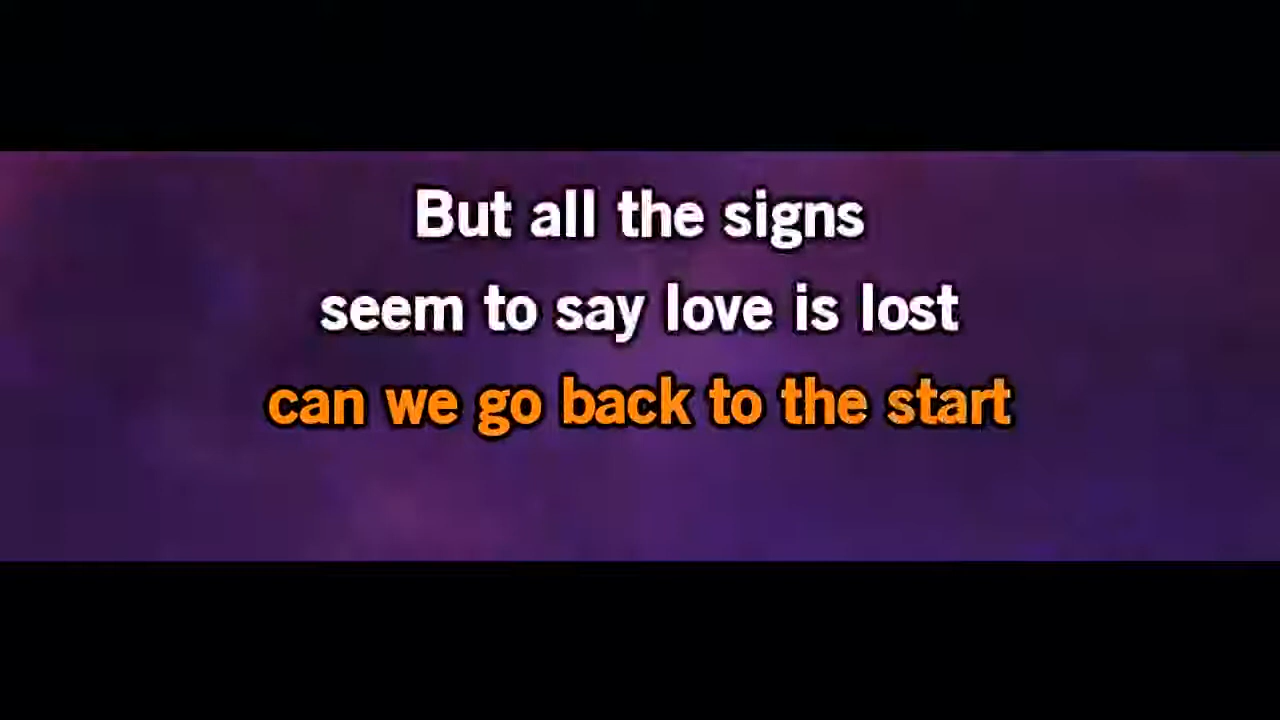 But all the signs
seem to say love is lost
can we go back to the start